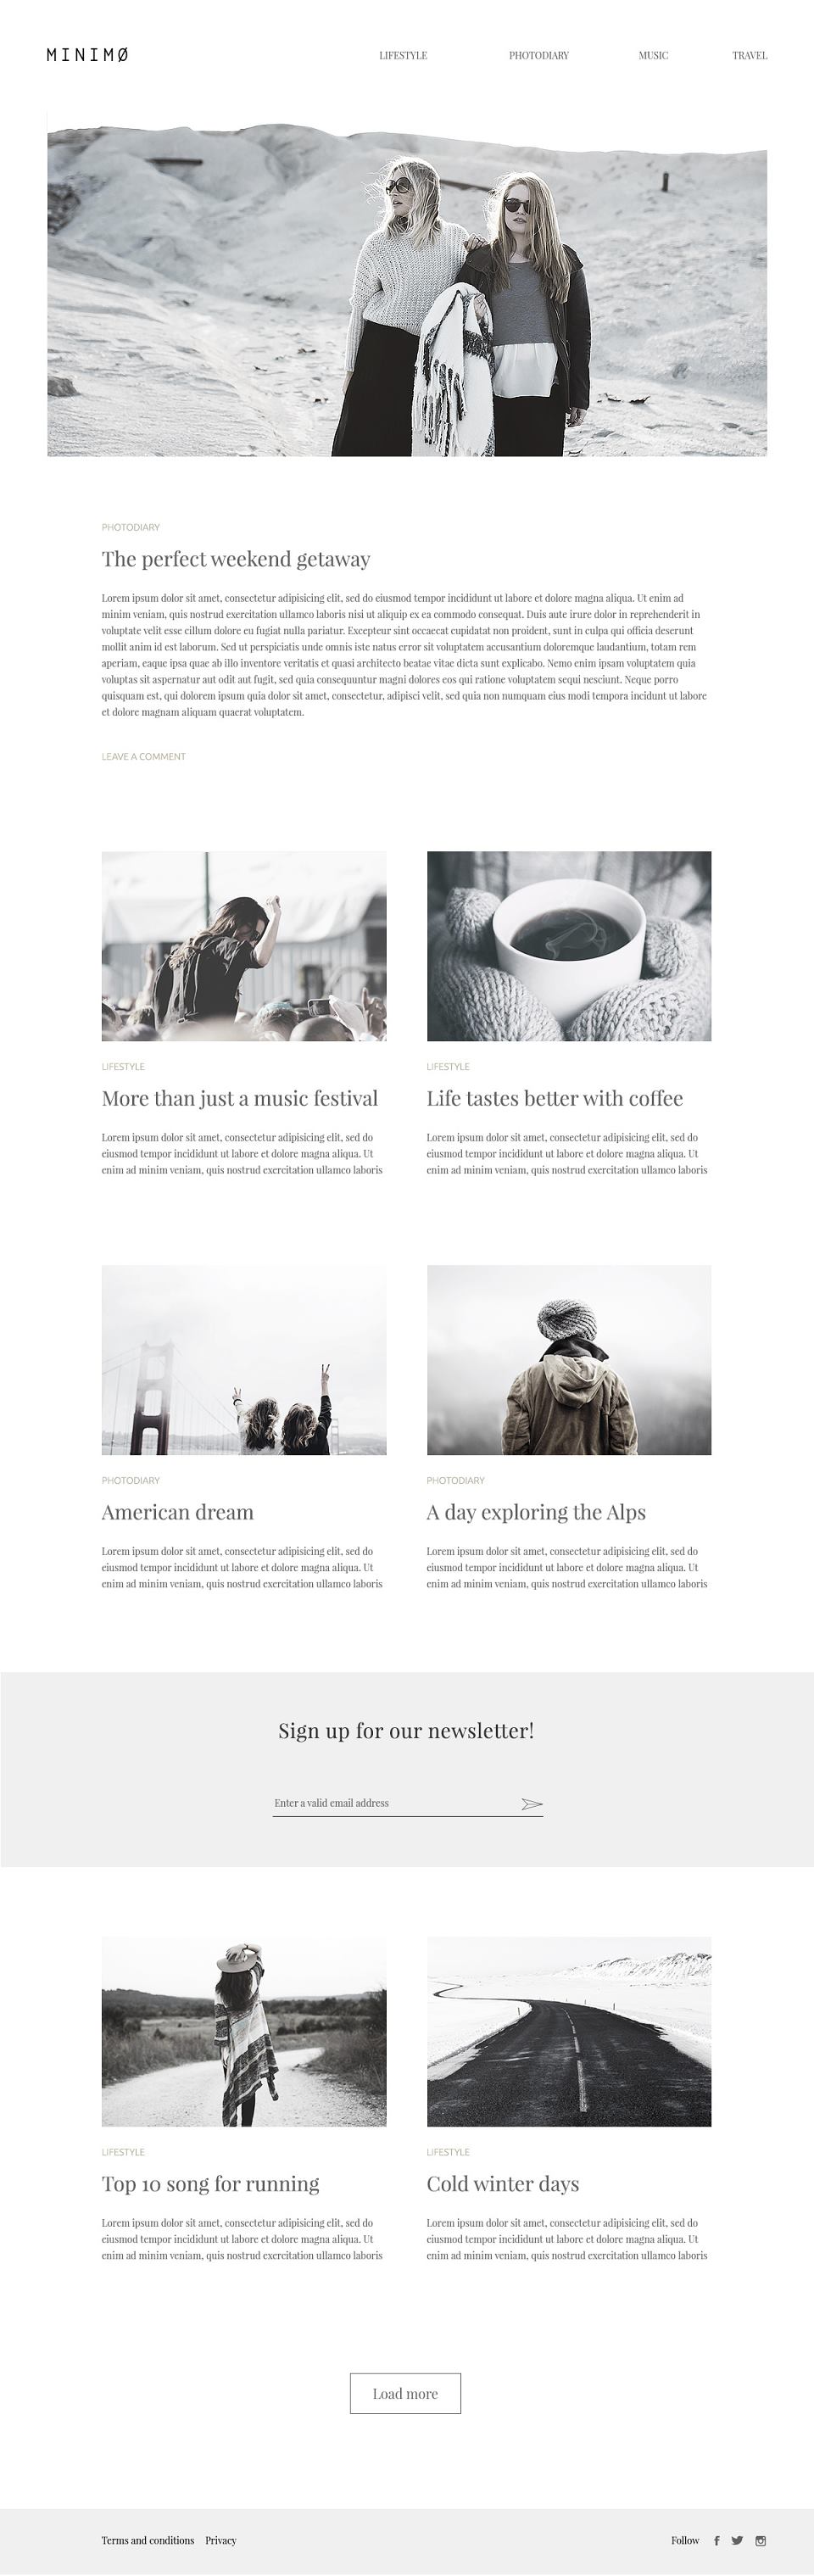 MINIMØ
LIFESTYLE PHOTODIARY MUSIC TRAVEL
PHOTODIARY
The perfect weekend getaway
Lorem ipsum dolor sit amet, consectetur adipisicing elit, sed do eiusmod tempor incididunt ut labore et dolore magna aliqua. Ut enim ad
minim veniam, quis nostrud exercitation ullamco laboris nisi ut aliquip ex ea commodo consequat. Duis aute irure dolor in reprehenderit in
voluptate velit esse cillum dolore eu fugiat nulla pariatur. Excepteur sint occaecat cupidatat non proident, sunt in culpa qui officia deserunt
mollit anim id est laborum. Sed ut perspiciatis unde omnis iste natus error sit voluptatem accusantium doloremque laudantium, totam rem
aperiam, eaque ipsa quae ab illo inventore veritatis et quasi architecto beatae vitae dicta sunt explicabo. Nemo enim ipsam voluptatem quia
voluptas sit aspernatur aut odit aut fugit, sed quia consequuntur magni dolores eos qui ratione voluptatem sequi nesciunt. Neque porro
quisquam est, qui dolorem ipsum quia dolor sit amet, consectetur, adipisci velit, sed quia non numquam eius modi tempora incidunt ut labore
et dolore magnam aliquam quaerat voluptatem.
LEAVE A COMMENT
LIFESTYLE
More than just a music festival
Lorem ipsum dolor sit amet, consectetur adipisicing elit, sed do
eiusmod tempor incididunt ut labore et dolore magna aliqua. Ut
enim ad minim veniam, quis nostrud exercitation ullamco laboris
LIFESTYLE
Life tastes better with coffee
Lorem ipsum dolor sit amet, consectetur adipisicing elit, sed do
eiusmod tempor incididunt ut labore et dolore magna aliqua. Ut
enim ad minim veniam, quis nostrud exercitation ullamco laboris
PHOTODIARY
American dream
Lorem ipsum dolor sit amet, consectetur adipisicing elit, sed do
eiusmod tempor incididunt ut labore et dolore magna aliqua. Ut
enim ad minim veniam, quis nostrud exercitation ullamco laboris
PHOTODIARY
A day exploring the Alps
Lorem ipsum dolor sit amet, consectetur adipisicing elit, sed do
eiusmod tempor incididunt ut labore et dolore magna aliqua. Ut
enim ad minim veniam, quis nostrud exercitation ullamco laboris
Sign up for our newsletter!
Enter a valid email address
LIFESTYLE
Top 10 song for running
Lorem ipsum dolor sit amet, consectetur adipisicing elit, sed do
eiusmod tempor incididunt ut labore et dolore magna aliqua. Ut
enim ad minim veniam, quis nostrud exercitation ullamco laboris
LIFESTYLE
Cold winter days
Lorem ipsum dolor sit amet, consectetur adipisicing elit, sed do
eiusmod tempor incididunt ut labore et dolore magna aliqua. Ut
enim ad minim veniam, quis nostrud exercitation ullamco laboris
Load more
Terms and conditions Privacy Follow